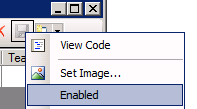 Tea
View Code
Set Image...
Enabled